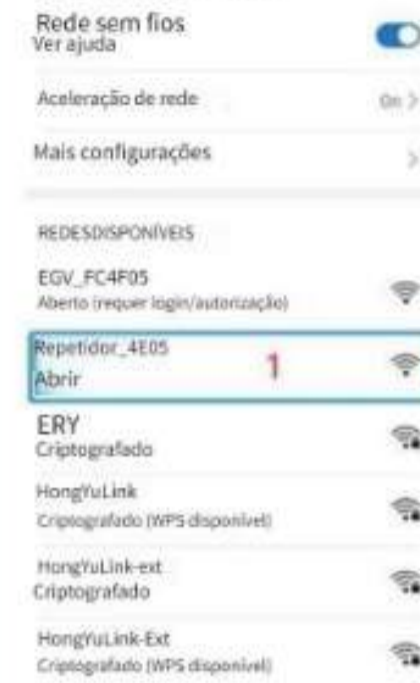 Rede sem fios
Ver ajuda
Aceleração de rede
On >
Mais configurações
>
REDESDISPONÍVEIS
EGV_FC4F05
Aberto (requer login/autorização)
Repetidor_4E05
Abrir
1
ERY
Criptografado
HongYuLink
Criptografado (WPS disponível)
HongYuLink-ext
Criptografado
HongYuLink-Ext
Criptografado (WPS disponível)